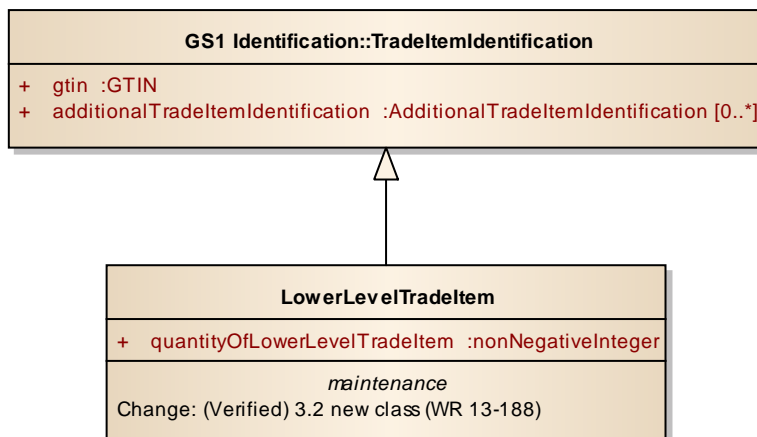 GS1 Identification::TradeItemIdentification
+ gtin :GTIN
+ additionalTradeItemIdentification :AdditionalTradeItemIdentification [0..*]
LowerLevelTradeItem
+ quantityOfLowerLevelTradeItem :nonNegativeInteger
maintenance
Change: (Verified) 3.2 new class (WR 13-188)